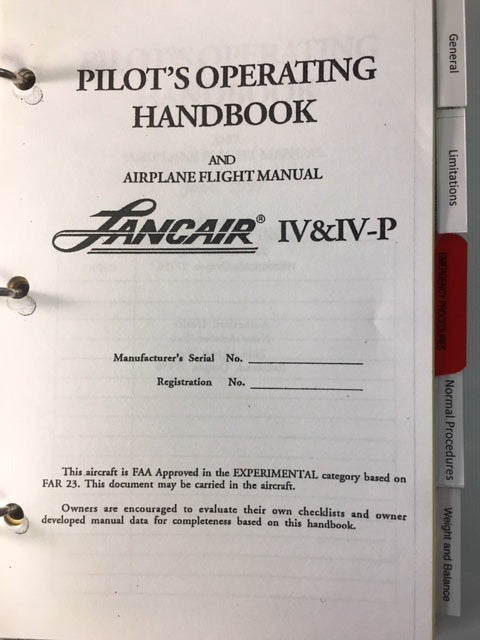 PILOT'S OPERATING
HANDBOOK
AND
AIRPLANE FLIGHT MANUAL
LANCAIR® IV&IV-P
Manufacturer's Serial No.
Registration No.
This aircraft is FAA Approved in the EXPERIMENTAL category based on
FAR 23. This document may be carried in the aircraft.
Owners are encouraged to evaluate their own checklists and owner
developed manual data for completeness based on this handbook.
General
Limitations
EMERGENCY PROCEDURES
Normal Procedures
Weight and Balance